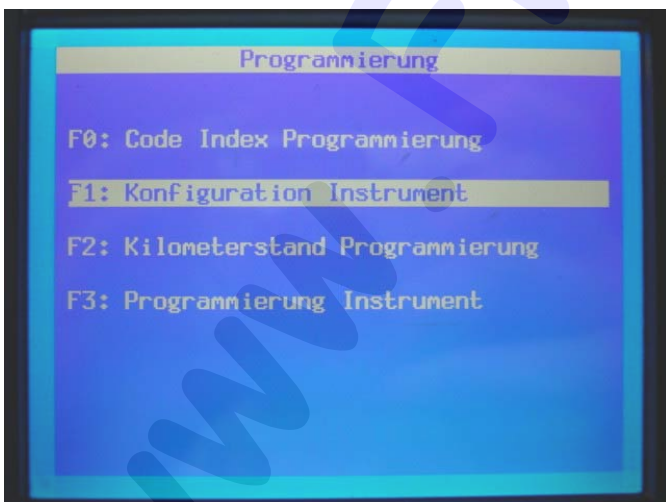 Programmierung
F0: Code Index Programmierung
F1: Konfiguration Instrument
F2: Kilometerstand Programmierung
F3: Programmierung Instrument